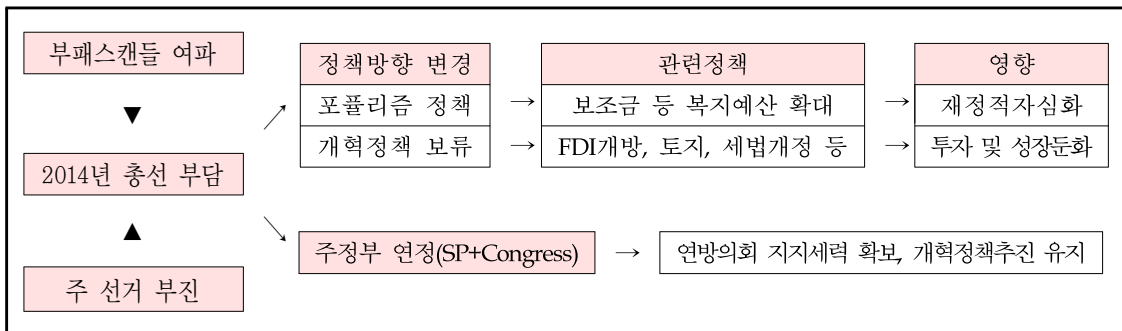 부패스캔들 여파
▼
2014년 총선 부담
▲
주 선거 부진
정책방향 변경 관련정책 영향
포퓰리즘 정책 → 보조금 등 복지예산 확대 → 재정적자심화
개혁정책 보류 → FDI개방, 토지, 세법개정 등 → 투자 및 성장둔화
주정부 연정(SP+Congress) → 연방의회 지지세력 확보, 개혁정책추진 유지